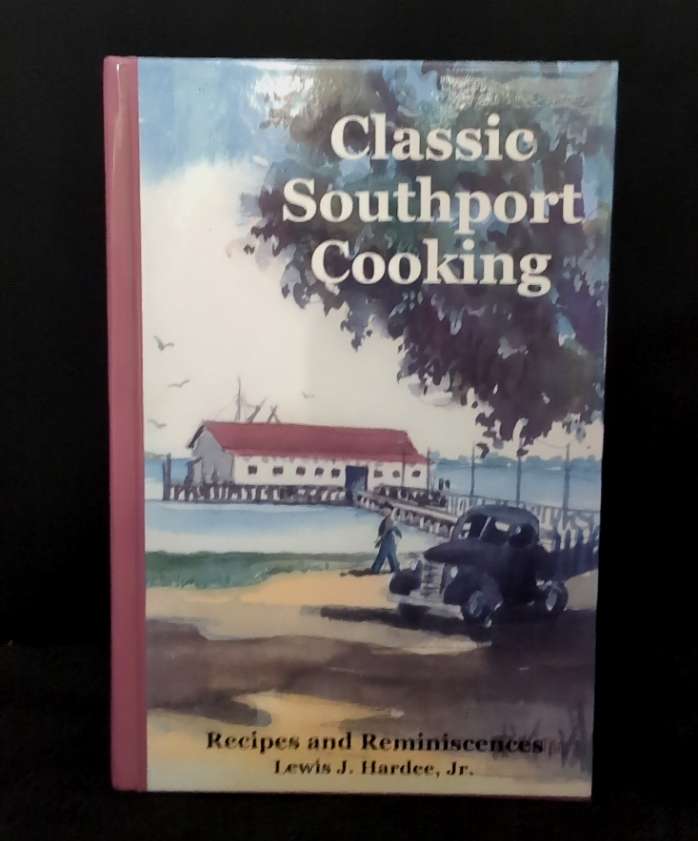 Classic
Southport
Cooking
Recipes and Reminiscences
Lewis J. Hardee, Jr.